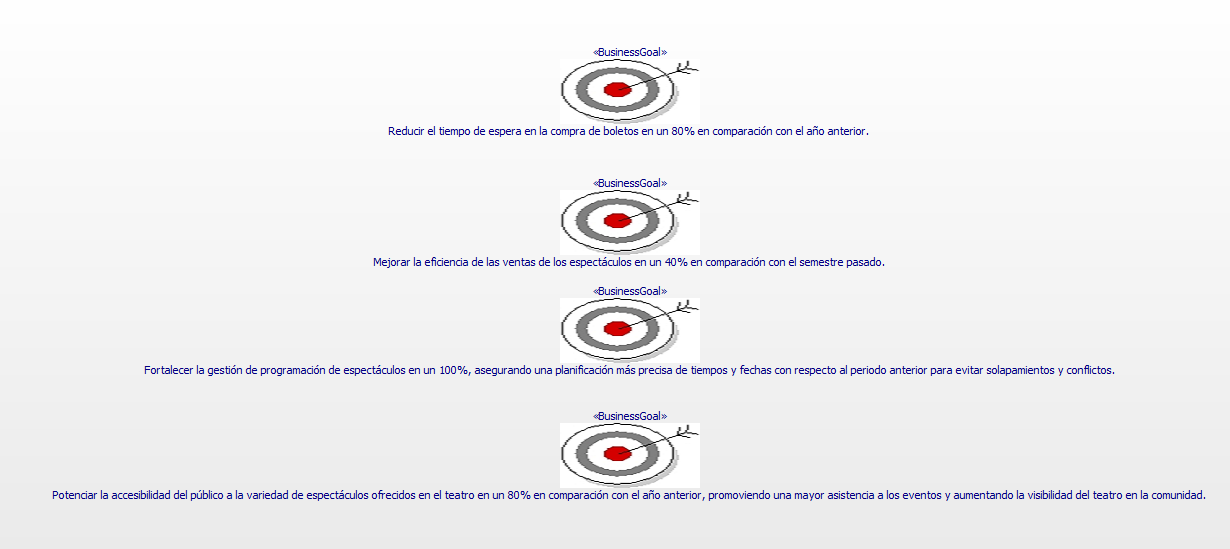 «BusinessGoal»
Reducir el tiempo de espera en la compra de boletos en un 80% en comparación con el año anterior.
«BusinessGoal»
Mejorar la eficiencia de las ventas de los espectáculos en un 40% en comparación con el semestre pasado.
«BusinessGoal»
Fortalecer la gestión de programación de espectáculos en un 100%, asegurando una planificación más precisa de tiempos y fechas con respecto al periodo anterior para evitar solapamientos y conflictos.
«BusinessGoal»
Potenciar la accesibilidad del público a la variedad de espectáculos ofrecidos en el teatro en un 80% en comparación con el año anterior, promoviendo una mayor asistencia a los eventos y aumentando la visibilidad del teatro en la comunidad.